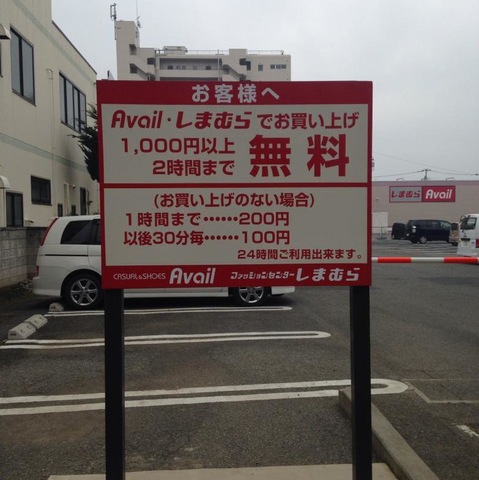 お客様へ
Avail・しまむらでお買い上げ
1,000円以上
2時間まで 無料
(お買い上げのない場合)
1時間まで……200円
以後30分毎……100円
24時間ご利用出来ます。
CASUAL&SHOES Avail ファッションセンターしまむら
しまむら Avail